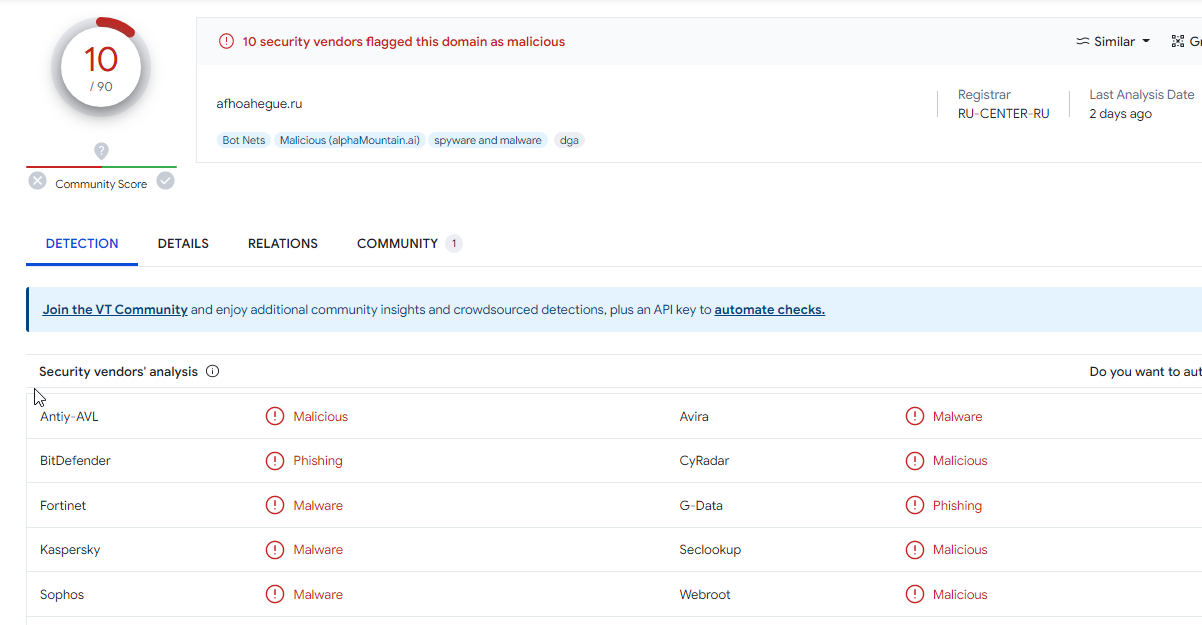 10
/ 90
Community Score
10 security vendors flagged this domain as malicious
Similar
Gr
afhoahegue.ru
Registrar
RU-CENTER-RU
Last Analysis Date
2 days ago
Bot Nets Malicious (alphaMountain.ai) spyware and malware dga
DETECTION DETAILS RELATIONS COMMUNITY 1
Join the VT Community and enjoy additional community insights and crowdsourced detections, plus an API key to automate checks.
Security vendors' analysis Do you want to aut
Antiy-AVL Malicious Avira Malware
BitDefender Phishing CyRadar Malicious
Fortinet Malware G-Data Phishing
Kaspersky Malware Seclookup Malicious
Sophos Malware Webroot Malicious